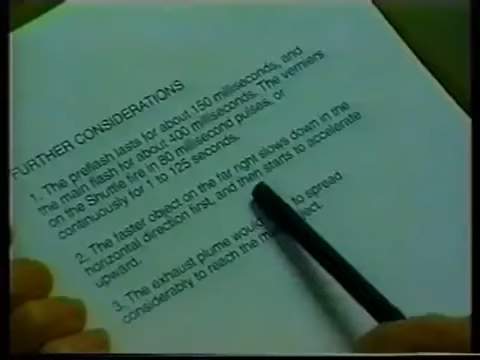 FURTHER CONSIDERATIONS
1. The preflash lasts for about 150 milliseconds, and
the main flash for about 400 milliseconds. The verniers
on the Shuttle fire in 80 millisecond pulses, or
continuously for 1 to 125 seconds.
2. The faster object on the far right slows down in the
horizontal direction first, and then starts to accelerate
upward.
3. The exhaust plume would to spread
considerably to reach the